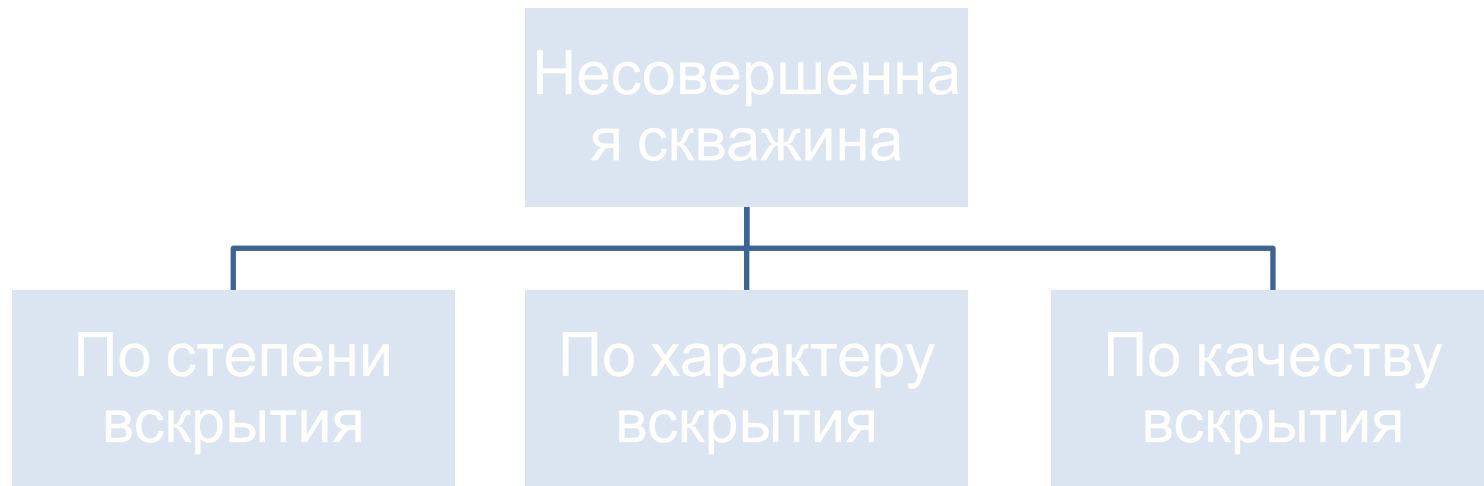 Несовершенна
я скважина
По степени
вскрытия
По характеру
вскрытия
По качеству
вскрытия